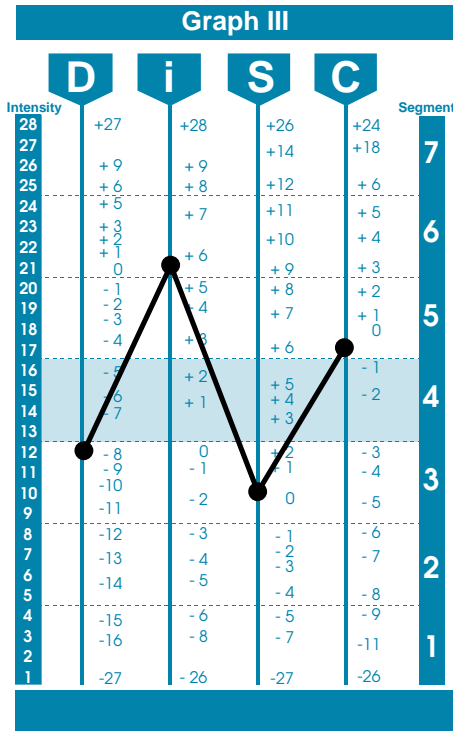 Graph III
D i S C
Intensity Segment
28 +27 +28 +26 +24
27 +14 +18 7
26 + 9 + 9
25 + 6 + 8 +12 + 6
24 + 5 + 7 +11 + 5
23 + 3 6
22 + 2 +10 + 4
+ 1 + 6
21 0 + 9 + 3
20 - 1 + 5 + 8 + 2
19 - 2 + 4 + 7 + 1 5
18 - 3 0
17 - 4 + 3 + 6
16 - 5 + 2 - 1
15 - 6 + 5 - 2 4
+ 1 + 4
14 - 7 + 3
13
12 - 8 0 + 2 - 3
11 - 9 - 1 + 1 - 4 3
10 -10 - 2 0 - 5
9 -11
8 -12 - 3 - 1 - 6
7 -13 - 4 - 2 - 7
6 -14 - 5 - 3 2
5 - 4 - 8
4 -15 - 6 - 5 - 9
3 -16 - 8 - 7 -11 1
2
1 -27 - 26 -27 -26